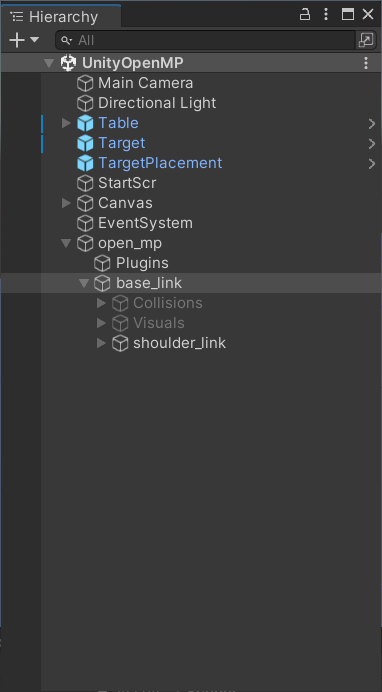 Hierarchy
All
UnityOpenMP
Main Camera
Directional Light
Table
Target
TargetPlacement
StartScr
Canvas
EventSystem
open_mp
Plugins
base_link
Collisions
Visuals
shoulder_link